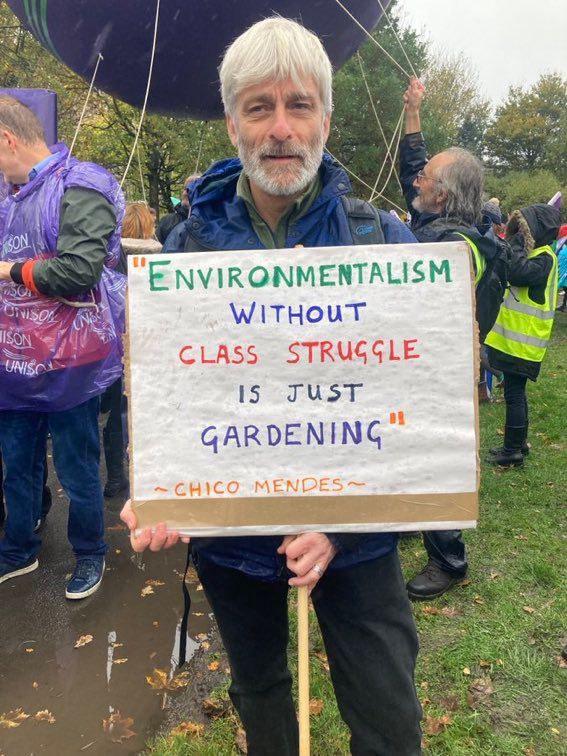 "ENVIRONMENTALISM
WITHOUT
CLASS STRUGGLE
IS JUST
GARDENING"
~CHICO MENDES~
UNISON
UNISON
UNISON